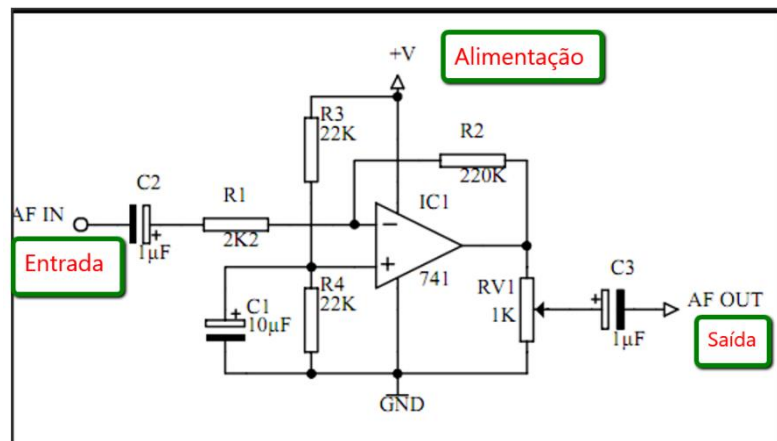 +V
Alimentação
R3
22K
R2
220K
C2
R1
IC1
AF IN
2K2
1µF
Entrada
741
R4
22K
C1
10µF
RV1
1K
C3
AF OUT
1µF
Saída
GND